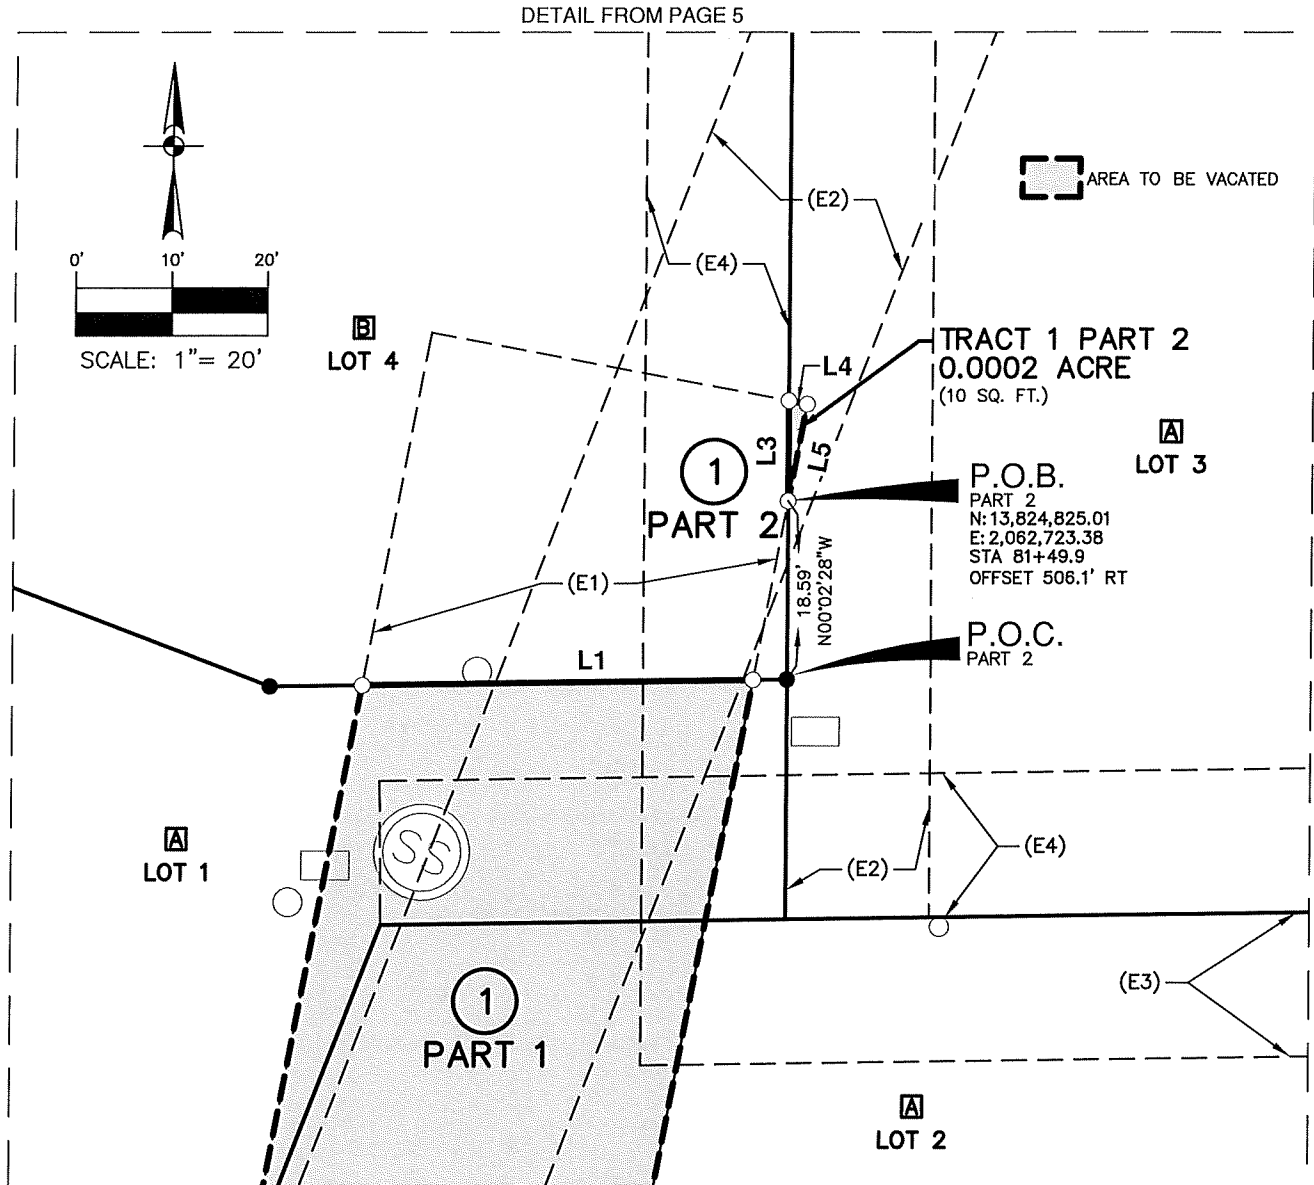 DETAIL FROM PAGE 5
AREA TO BE VACATED
(E2)
(E4)
0' 10' 20'
SCALE: 1"= 20'
B
LOT 4
TRACT 1 PART 2
0.0002 ACRE
(10 SQ. FT.)
L4
L3
L5
A
LOT 3
1
PART 2
P.O.B.
PART 2
N:13,824,825.01
E:2,062,723.38
STA 81+49.9
OFFSET 506.1' RT
18.59'
N00°02'28"W
(E1)
P.O.C.
PART 2
L1
A
LOT 1
SS
(E2)
(E4)
(E3)
1
PART 1
A
LOT 2